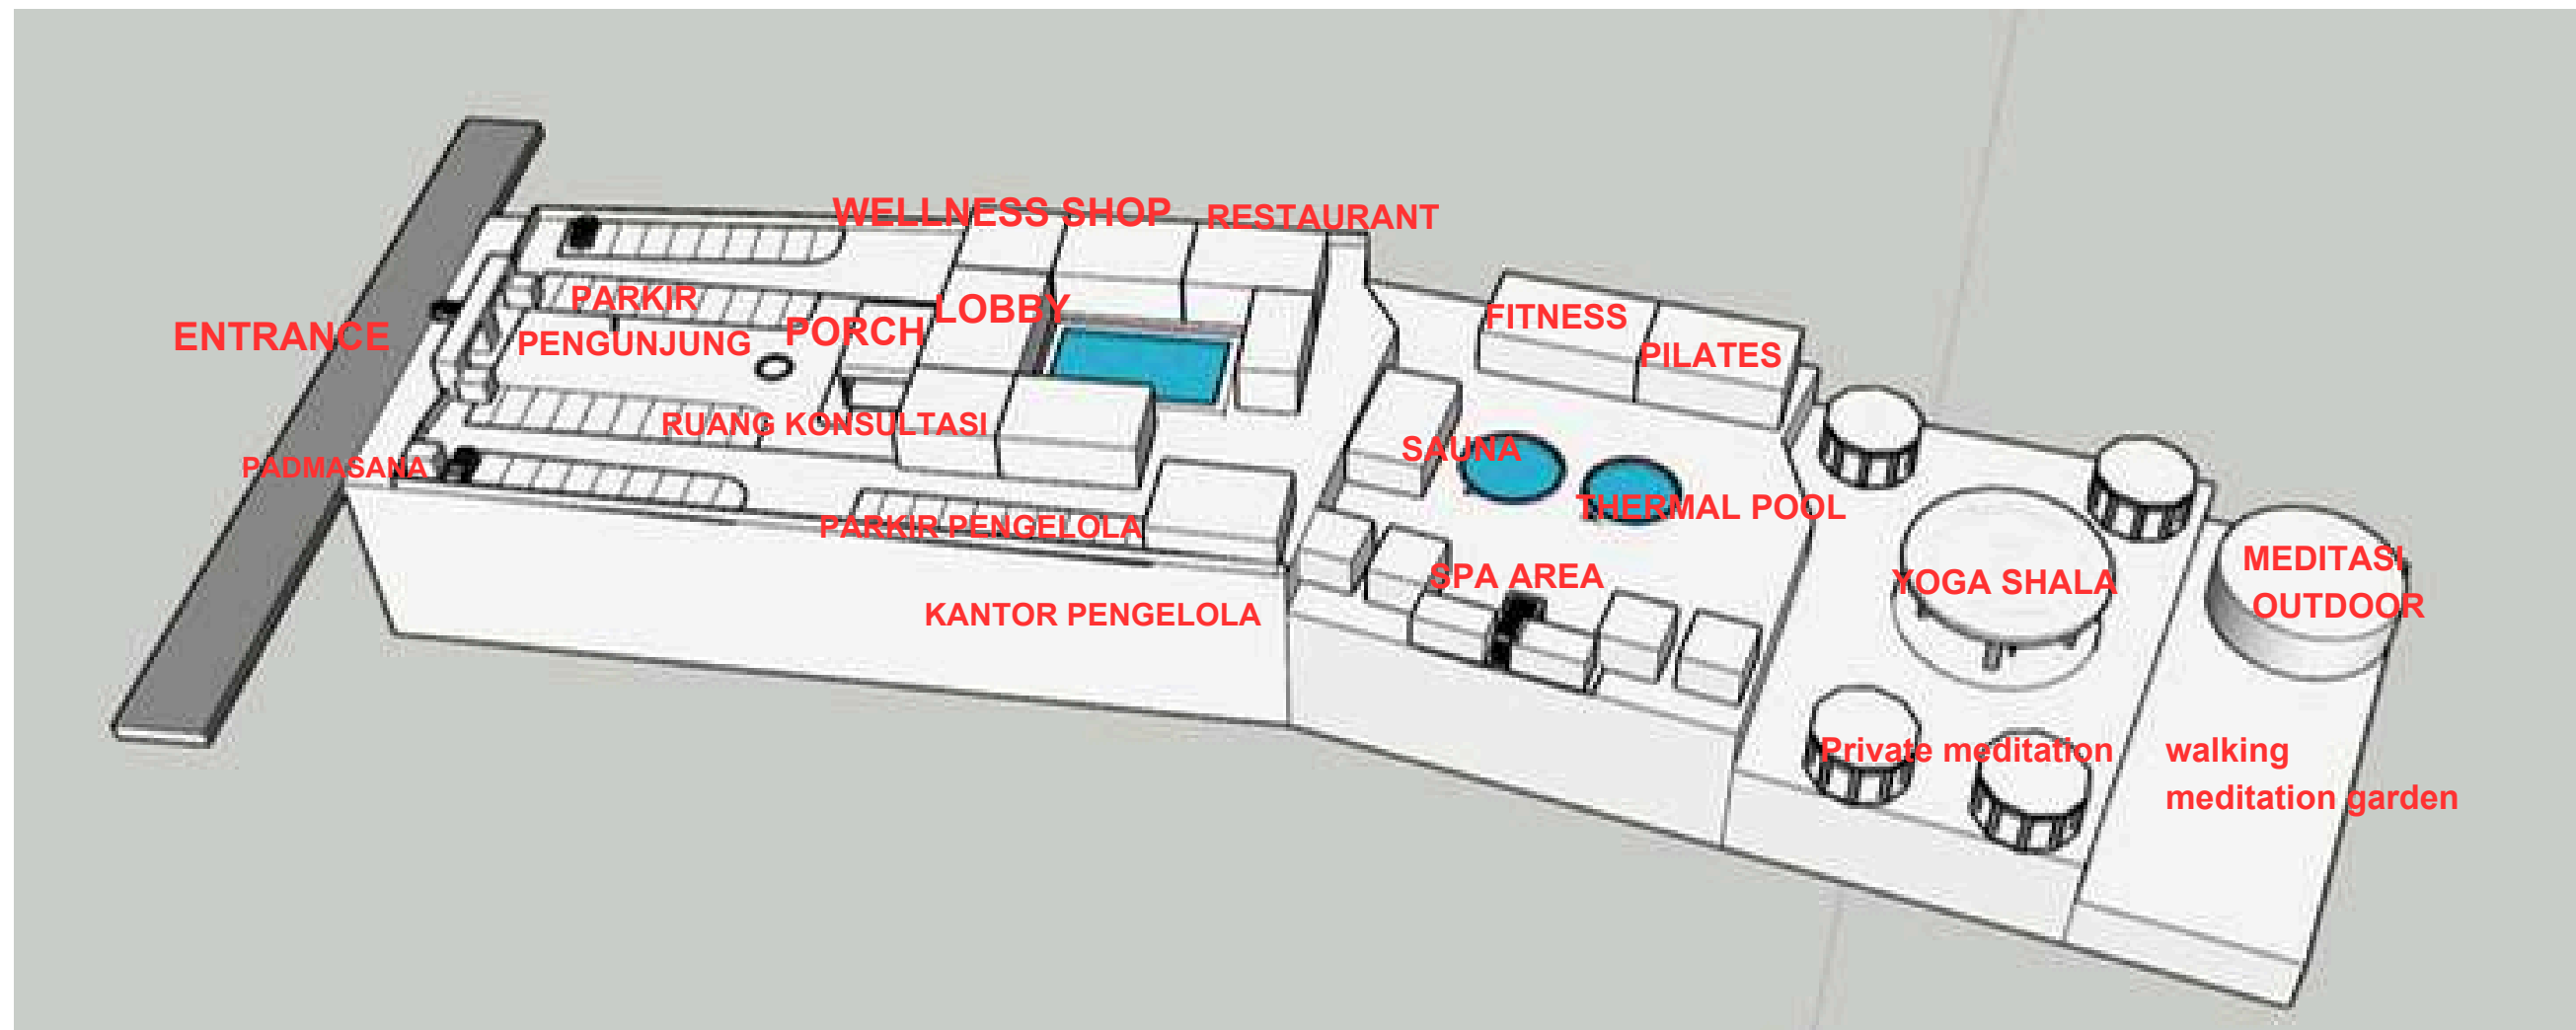 WELLNESS SHOP
RESTAURANT
ENTRANCE
PARKIR
PENGUNJUNG
PORCH
LOBBY
FITNESS
PILATES
RUANG KONSULTASI
SAUNA
PADMASANA
PARKIR PENGELOLA
THERMAL POOL
SPA AREA
KANTOR PENGELOLA
YOGA SHALA
MEDITASI
OUTDOOR
Private meditation
walking
meditation garden